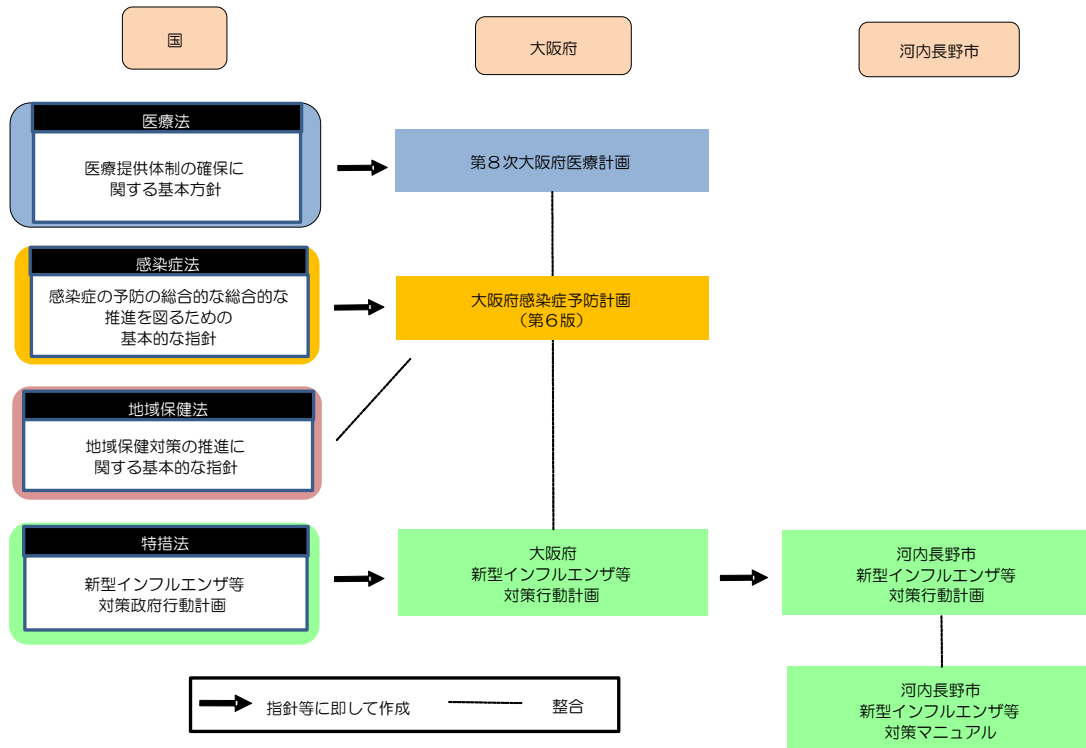 国
大阪府
河内長野市
医療法
医療提供体制の確保に
関する基本方針
第8次大阪府医療計画
感染症法
感染症の予防の総合的な総合的な
推進を図るための
基本的な指針
大阪府感染症予防計画
（第6版）
地域保健法
地域保健対策の推進に
関する基本的な指針
特措法
新型インフルエンザ等
対策政府行動計画
大阪府
新型インフルエンザ等
対策行動計画
河内長野市
新型インフルエンザ等
対策行動計画
河内長野市
新型インフルエンザ等
対策マニュアル
指針等に即して作成
整合